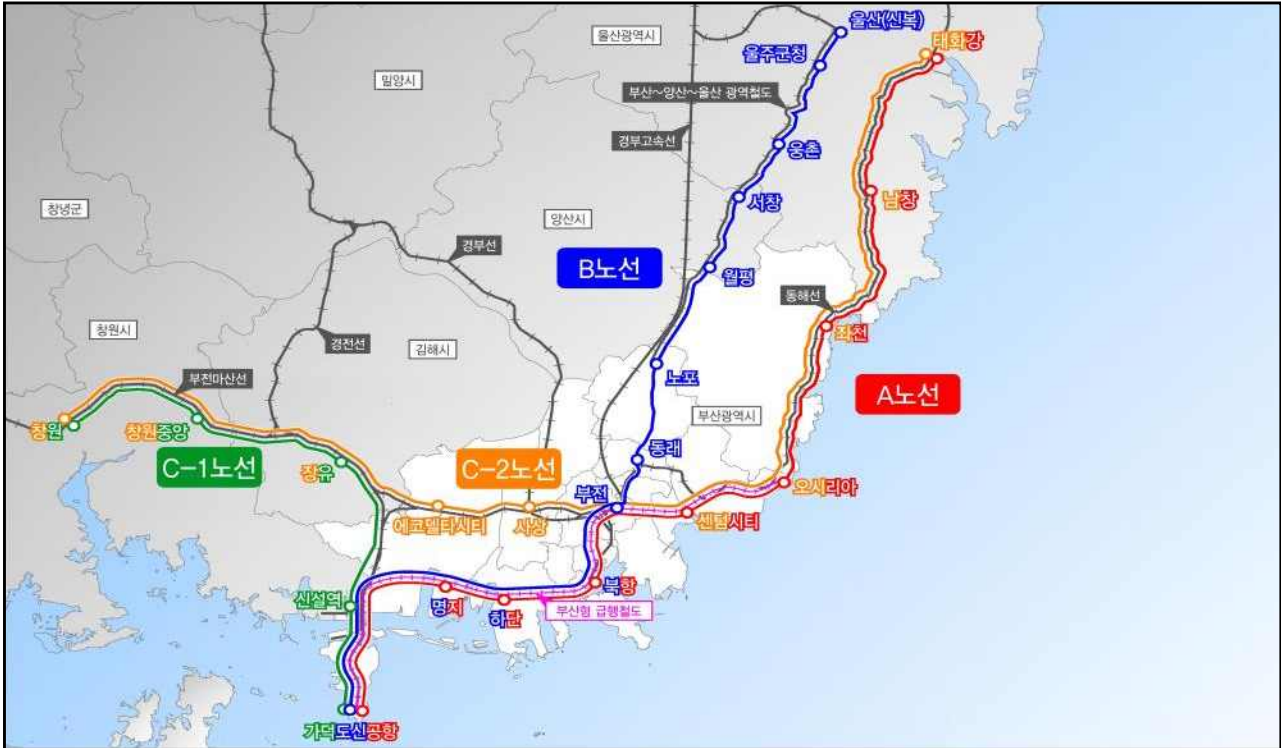 울산(신복)
태화강
울산광역시
울주군청
밀양시
부산~양산~울산 광역철도
경부고속선
웅촌
남창
서창
창녕군
양산시
경부선
B노선
월평
동해선
좌천
창원시
경전선
김해시
노포
부전마산선
A노선
부산광역시
창원
창원중앙
동래
C-1노선
장유
C-2노선
오시리아
부전
에코델타시티
사상
센텀시티
북항
신설역
명지
하단
부산형 급행철도
가덕도신공항